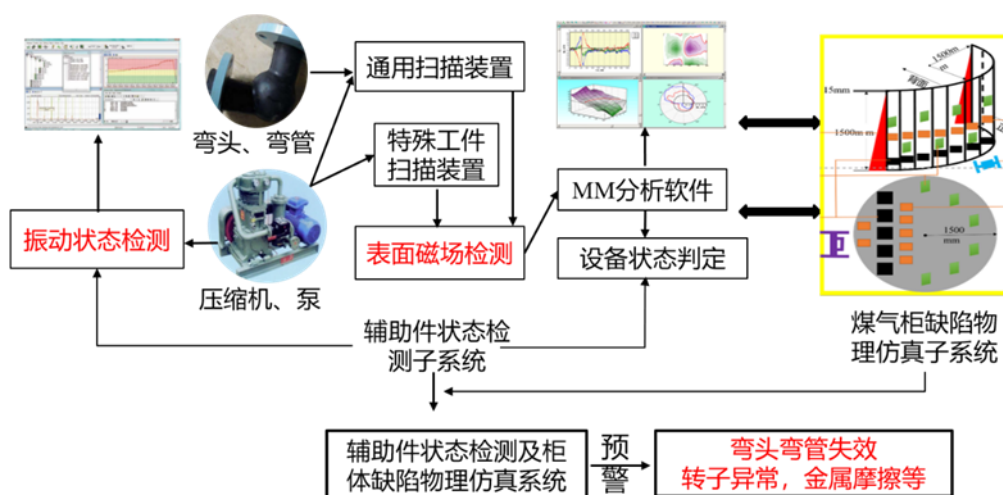 弯头、弯管
通用扫描装置
特殊工件
扫描装置
MM分析软件
振动状态检测
表面磁场检测
设备状态判定
压缩机、泵
辅助件状态检
测子系统
1500m
m
背面
15mm
1500m m
1500
mm
煤气柜缺陷物
理仿真子系统
辅助件状态检测及柜
体缺陷物理仿真系统
预
警
弯头弯管失效
转子异常，金属摩擦等